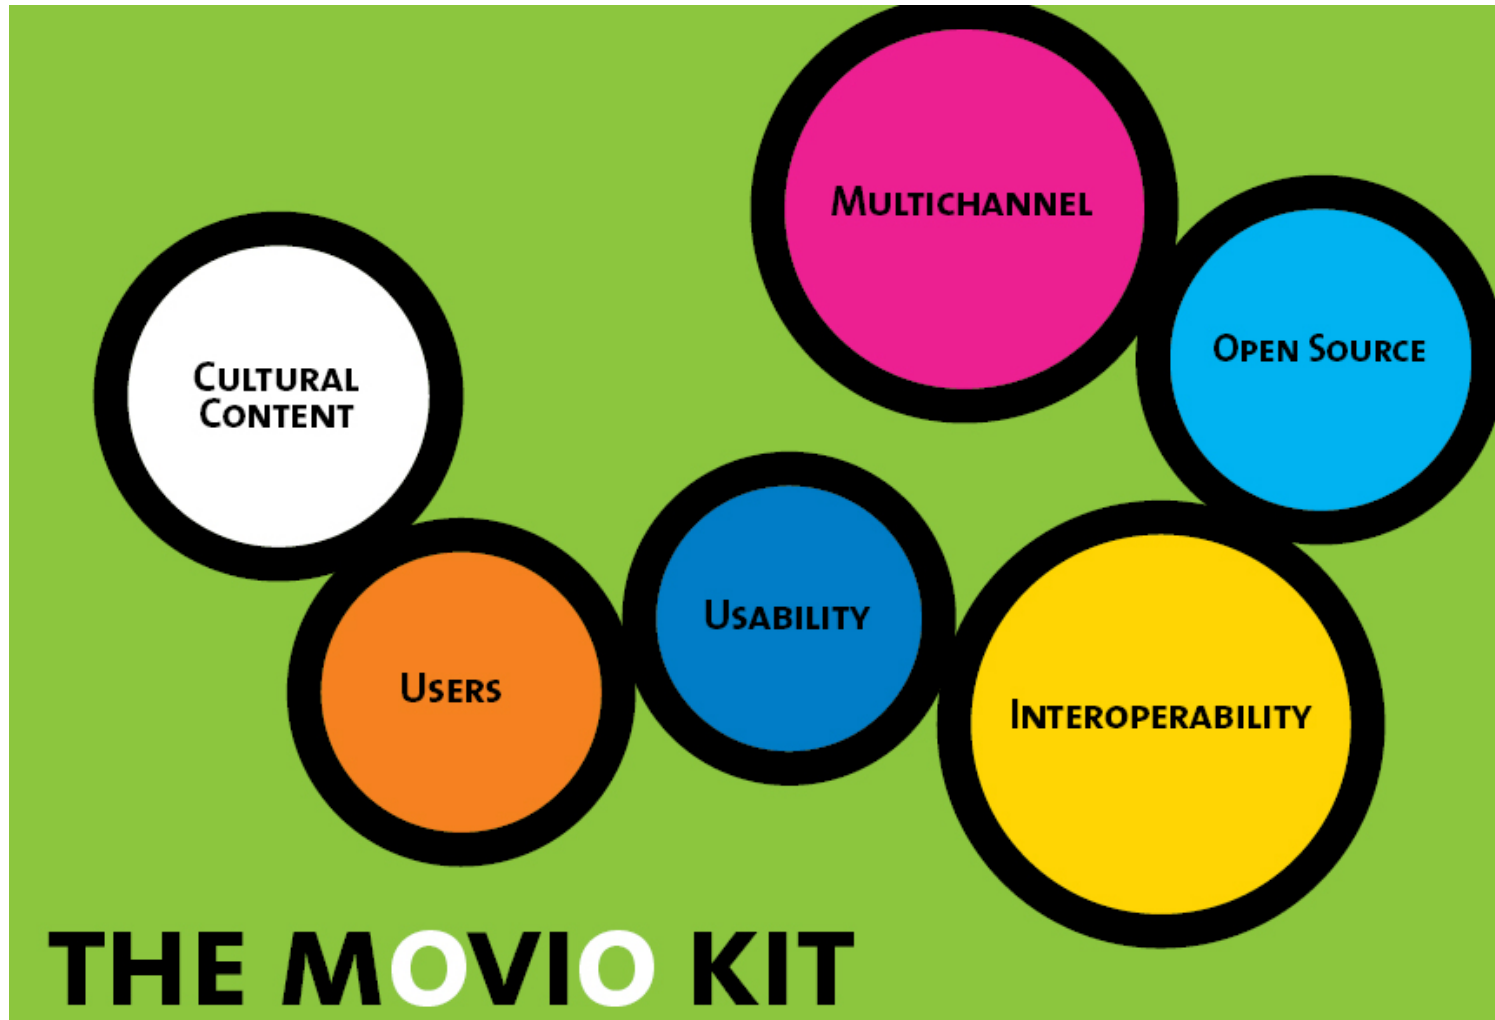 MULTICHANNEL
OPEN SOURCE
CULTURAL
CONTENT
USABILITY
USERS
INTEROPERABILITY
THE MOVIO KIT